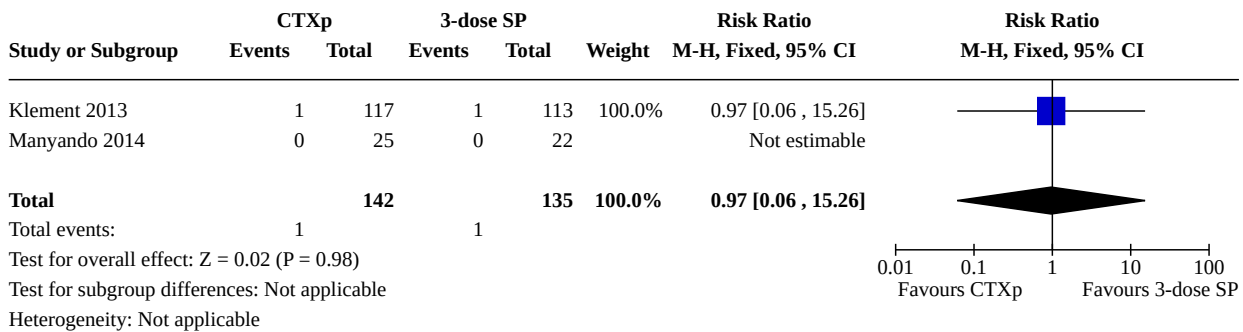 CTXp 3-dose SP Risk Ratio Risk Ratio
Study or Subgroup Events Total Events Total Weight M-H, Fixed, 95% CI M-H, Fixed, 95% CI
Klement 2013 1 117 1 113 100.0% 0.97 [0.06 , 15.26]
Manyando 2014 0 25 0 22 Not estimable
Total 142 135 100.0% 0.97 [0.06 , 15.26]
Total events: 1 1
Test for overall effect: Z = 0.02 (P = 0.98)
0.01 0.1 1 10 100
Test for subgroup differences: Not applicable
Favours CTXp Favours 3-dose SP
Heterogeneity: Not applicable